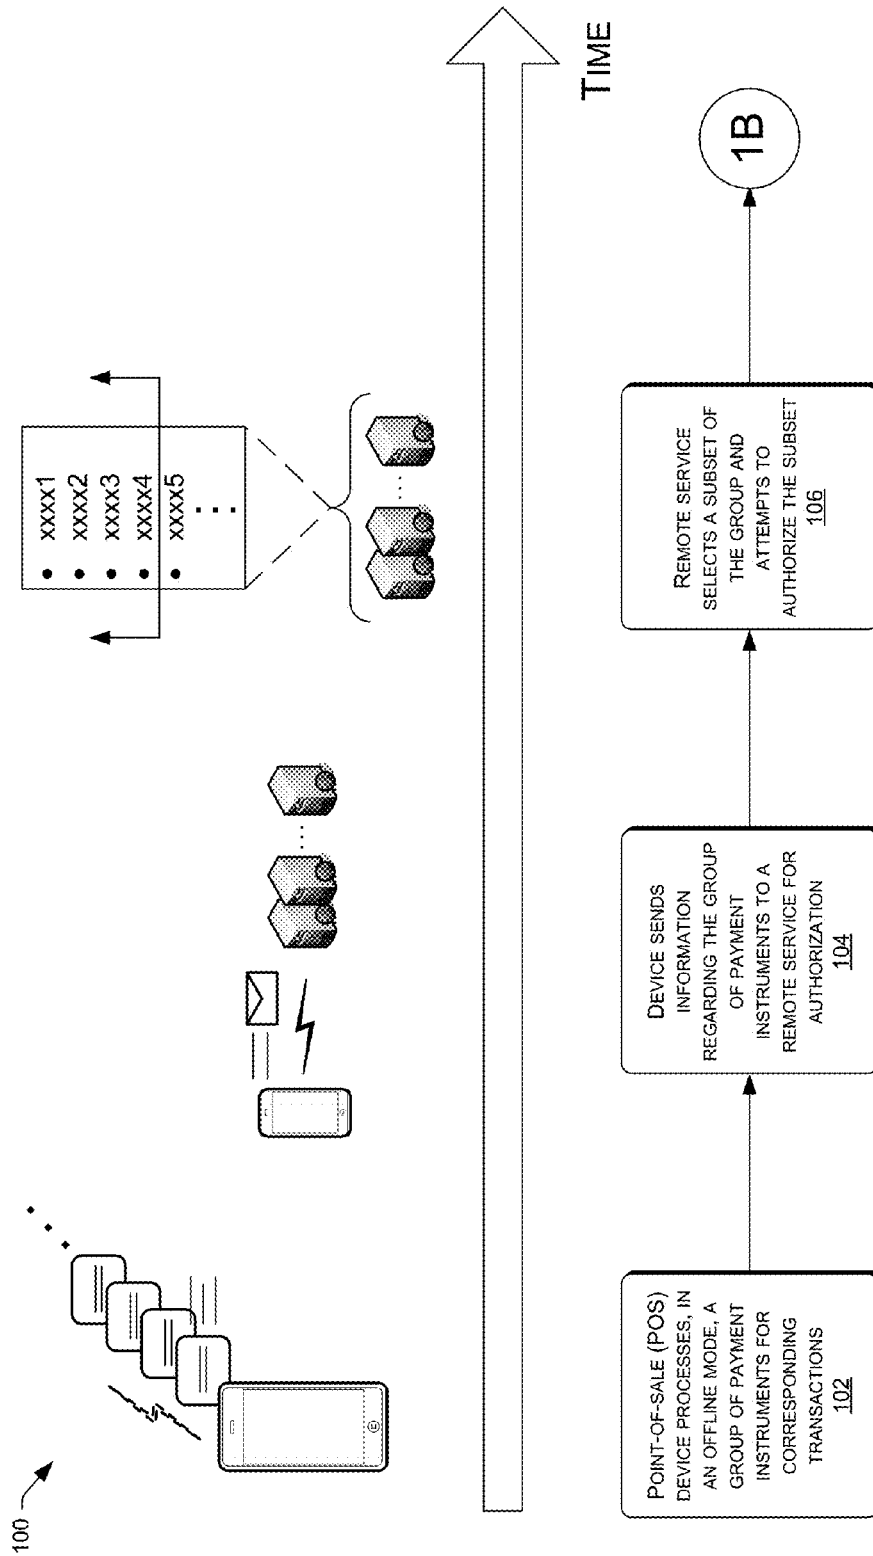 100
xxxx1
xxxx2
xxxx3
xxxx4
xxxx5
TIME
POINT-OF-SALE (POS)
DEVICE PROCESSES, IN
AN OFFLINE MODE, A
GROUP OF PAYMENT
INSTRUMENTS FOR
CORRESPONDING
TRANSACTIONS
102
DEVICE SENDS
INFORMATION
REGARDING THE GROUP
OF PAYMENT
INSTRUMENTS TO A
REMOTE SERVICE FOR
AUTHORIZATION
104
REMOTE SERVICE
SELECTS A SUBSET OF
THE GROUP AND
ATTEMPTS TO
AUTHORIZE THE SUBSET
106
1B